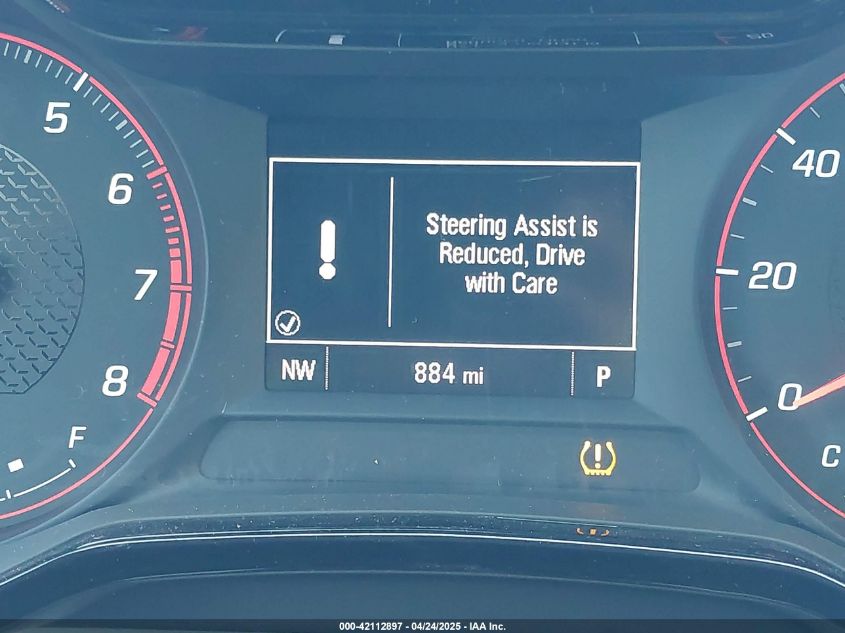 5
6
7
8
F
Steering Assist is
Reduced, Drive
with Care
NW
884 mi
P
40
20
0
C
000-42112897 - 04/24/2025 - IAA Inc.